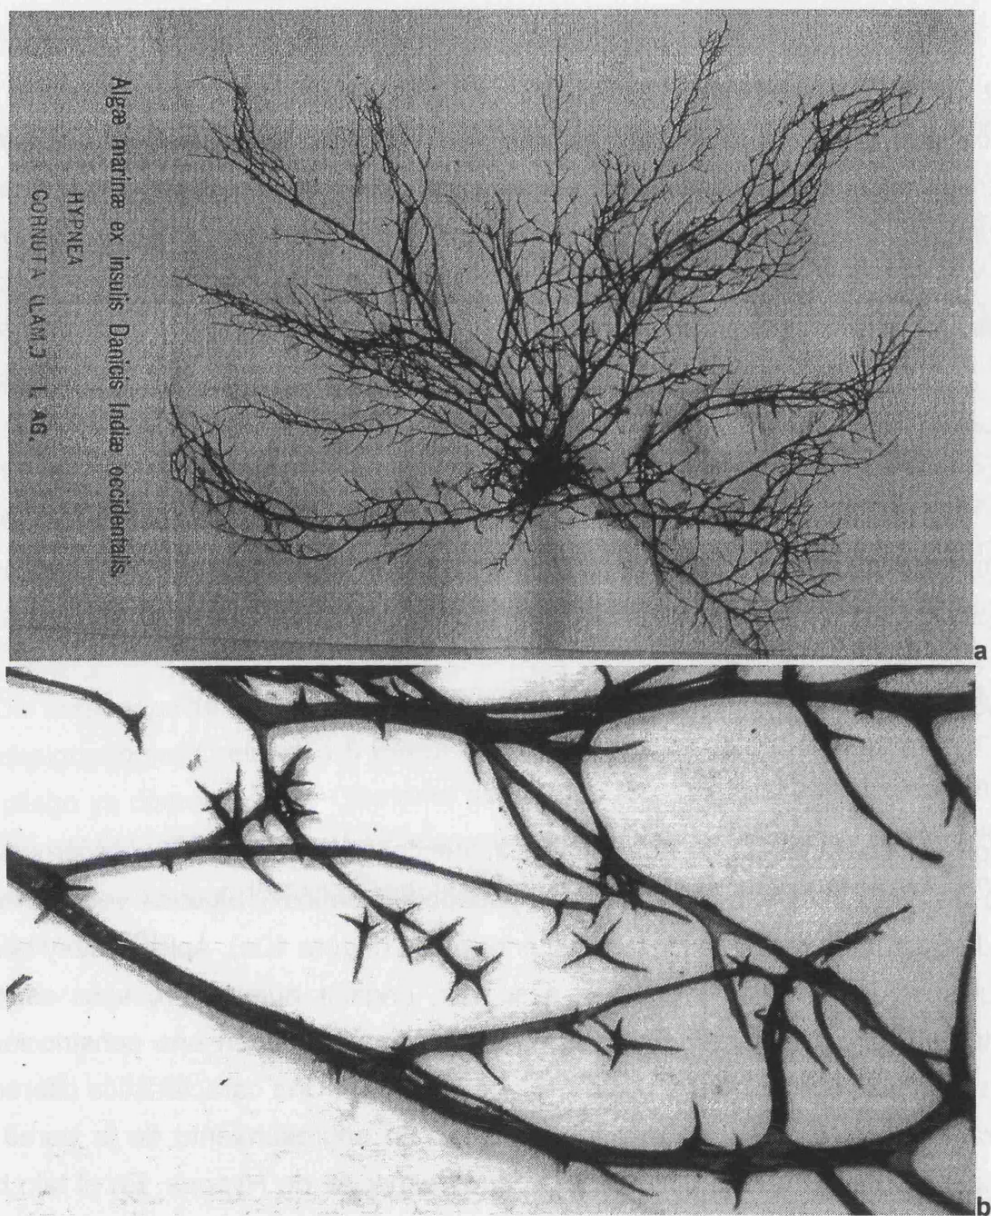 Algæ marinæ ex insulis Danicis Indiæ occidentalis.
HYPNEA
CORNUTA (LAM.) I. AG.
a
b